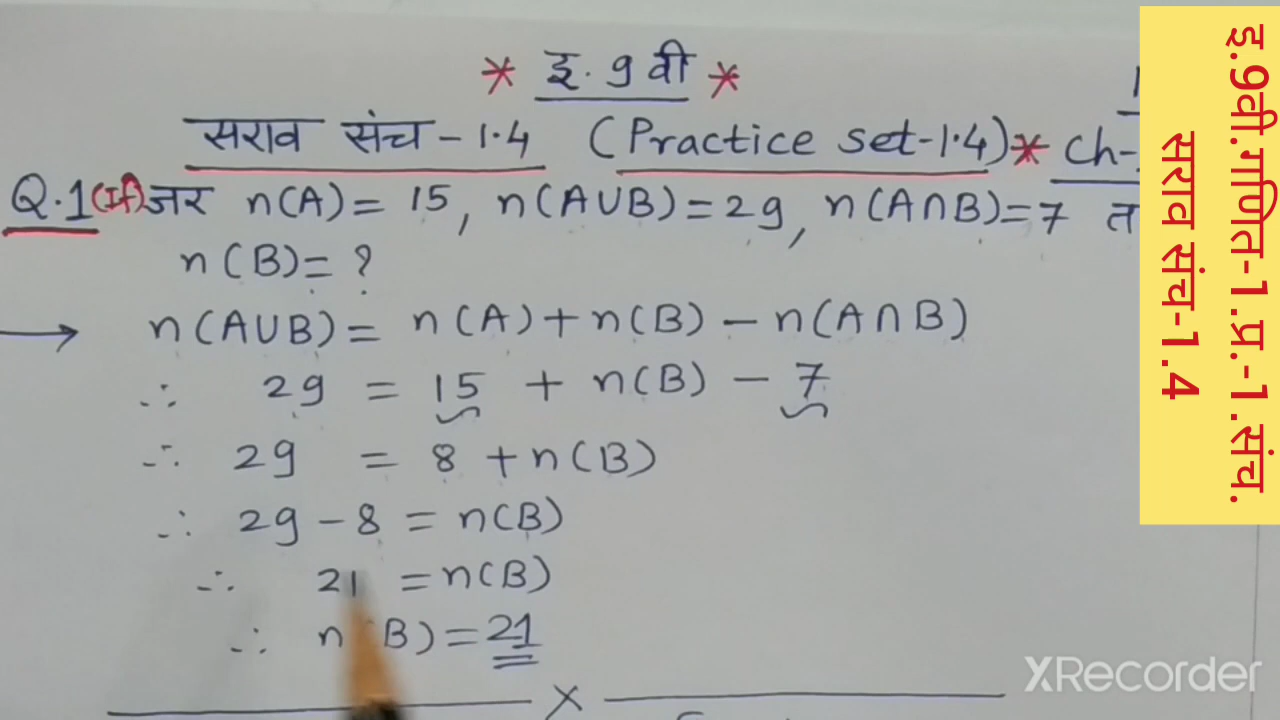 * इ. 9 वी *
सराव संच - 1.4 (Practice set-1.4)* Ch-
Q.1 (If) जर n(A) = 15, n(A∪B) = 29, n(A∩B) = 7
n(B) = ?
→ n(A∪B) = n(A) + n(B) - n(A∩B)
∴ 29 = 15 + n(B) - 7
∴ 29 = 8 + n(B)
∴ 29 - 8 = n(B)
∴ 21 = n(B)
∴ n(B) = 21
×
इ.9वी.गणित-1.प्र.-1.संच.
सराव संच-1.4
XRecorder